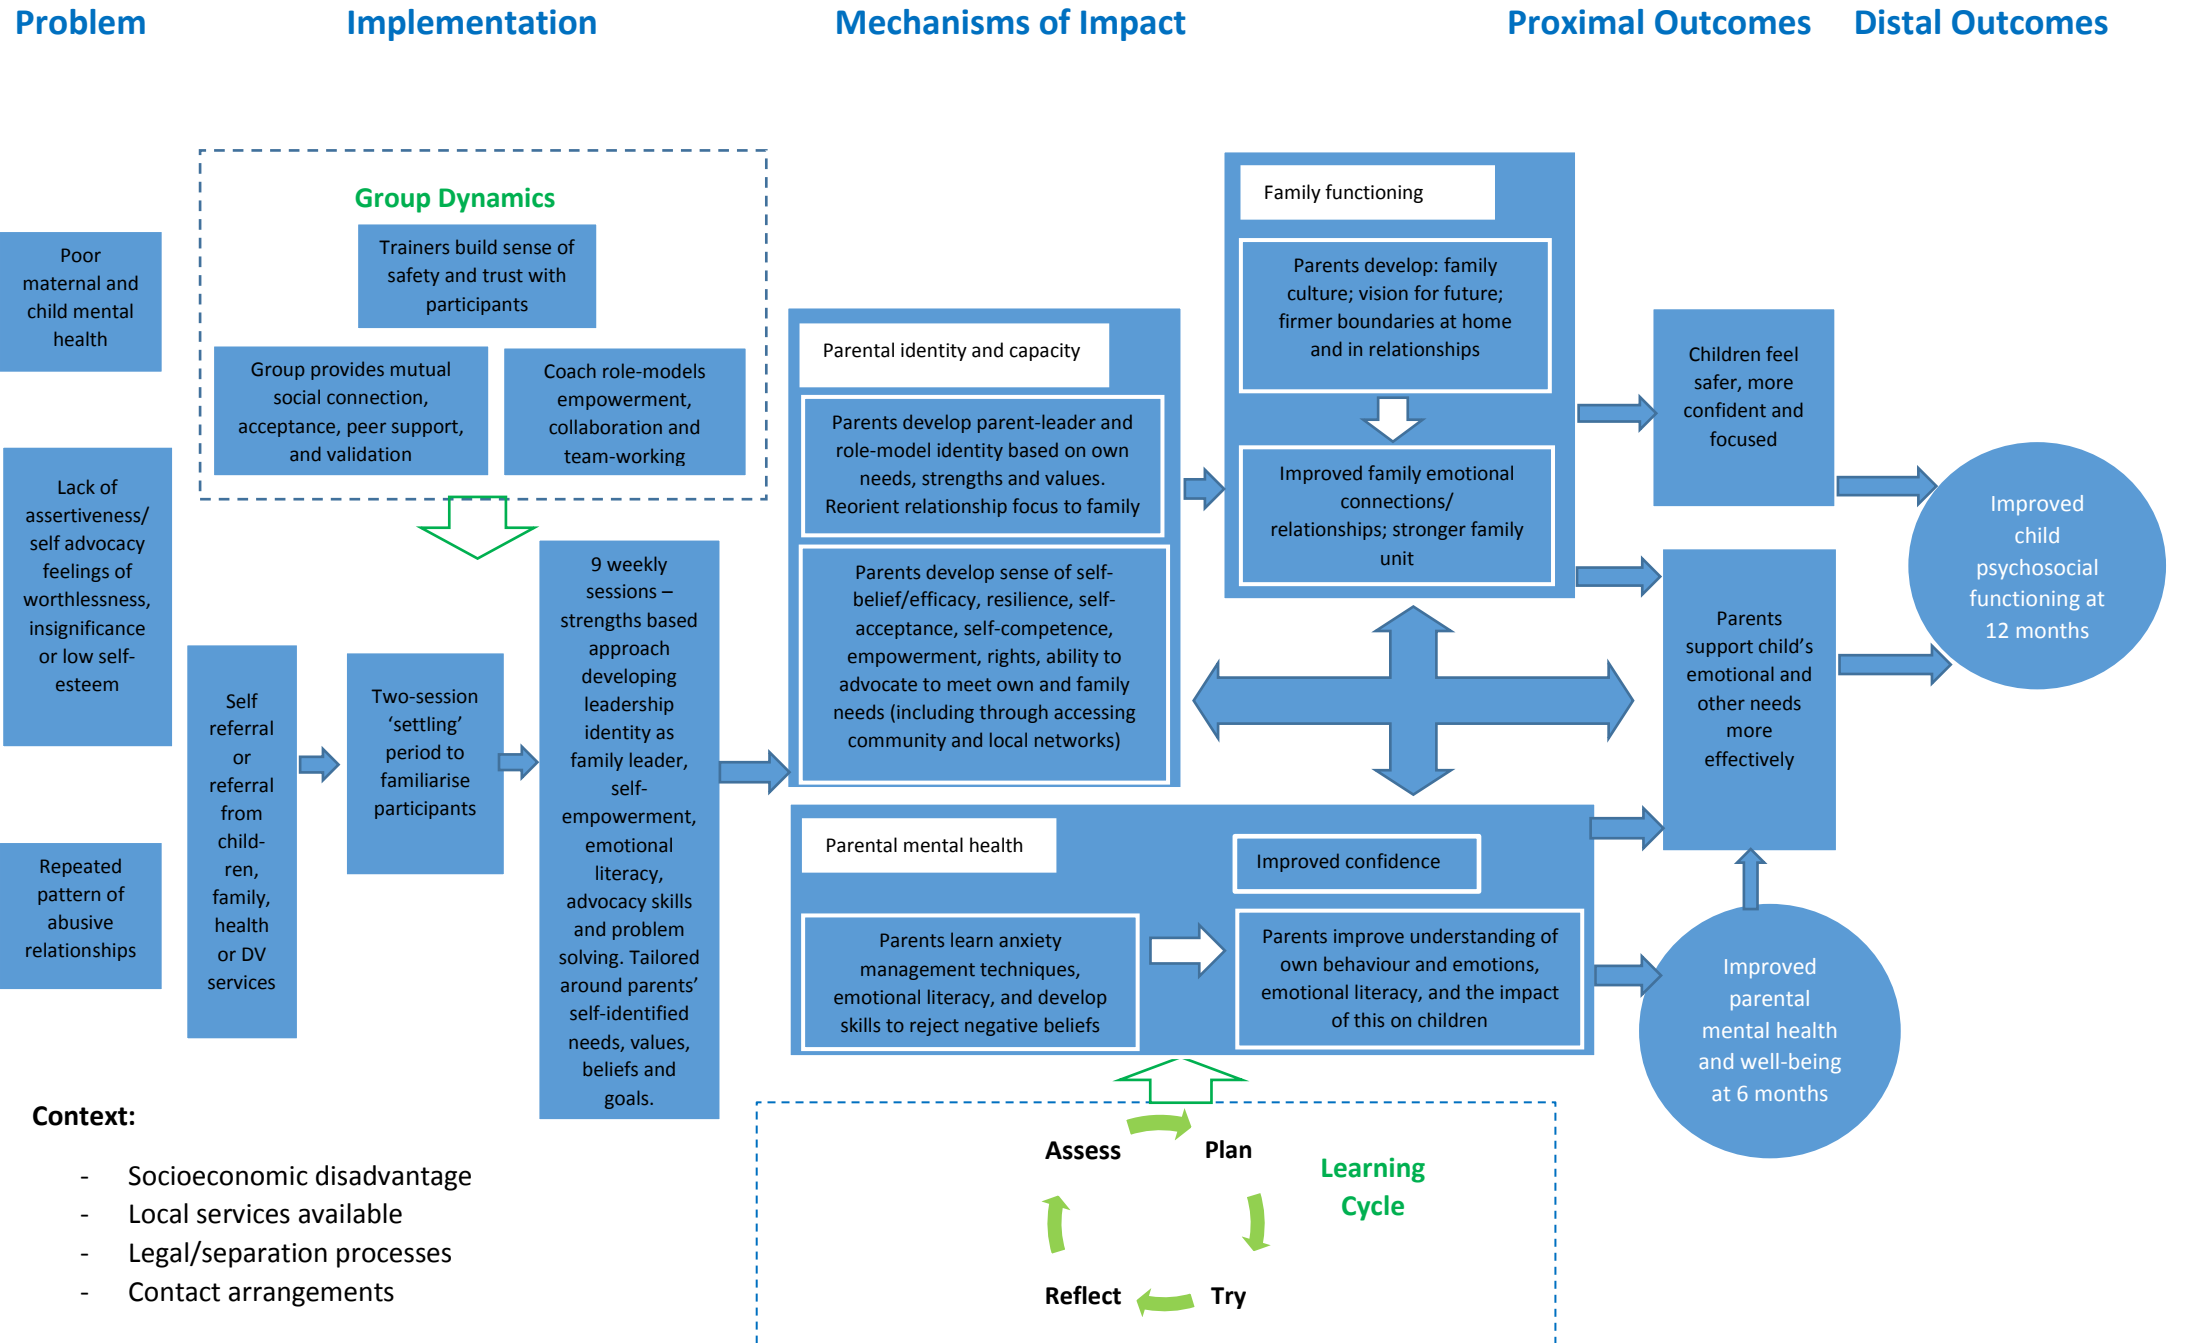 Problem
Implementation
Mechanisms of Impact
Proximal Outcomes
Distal Outcomes
Poor
maternal and
child mental
health
Lack of
assertiveness/
self advocacy
feelings of
worthlessness,
insignificance
or low self-
esteem
Repeated
pattern of
abusive
relationships
Group Dynamics
Trainers build sense of
safety and trust with
participants
Group provides mutual
social connection,
acceptance, peer support,
and validation
Coach role-models
empowerment,
collaboration and
team-working
Self
referral
or
referral
from
child-
ren,
family,
health
or DV
services
Two-session
‘settling’
period to
familiarise
participants
9 weekly
sessions –
strengths based
approach
developing
leadership
identity as
family leader,
self-
empowerment,
emotional
literacy,
advocacy skills
and problem
solving. Tailored
around parents’
self-identified
needs, values,
beliefs and
goals.
Parental identity and capacity
Parents develop parent-leader and
role-model identity based on own
needs, strengths and values.
Reorient relationship focus to family
Parents develop sense of self-
belief/efficacy, resilience, self-
acceptance, self-competence,
empowerment, rights, ability to
advocate to meet own and family
needs (including through accessing
community and local networks)
Family functioning
Parents develop: family
culture; vision for future;
firmer boundaries at home
and in relationships
Improved family emotional
connections/
relationships; stronger family
unit
Parental mental health
Improved confidence
Parents learn anxiety
management techniques,
emotional literacy, and develop
skills to reject negative beliefs
Parents improve understanding of
own behaviour and emotions,
emotional literacy, and the impact
of this on children
Children feel
safer, more
confident and
focused
Parents
support child’s
emotional and
other needs
more
effectively
Improved
child
psychosocial
functioning at
12 months
Improved
parental
mental health
and well-being
at 6 months
Context:
- Socioeconomic disadvantage
- Local services available
- Legal/separation processes
- Contact arrangements
Assess
Plan
Learning
Cycle
Reflect
Try